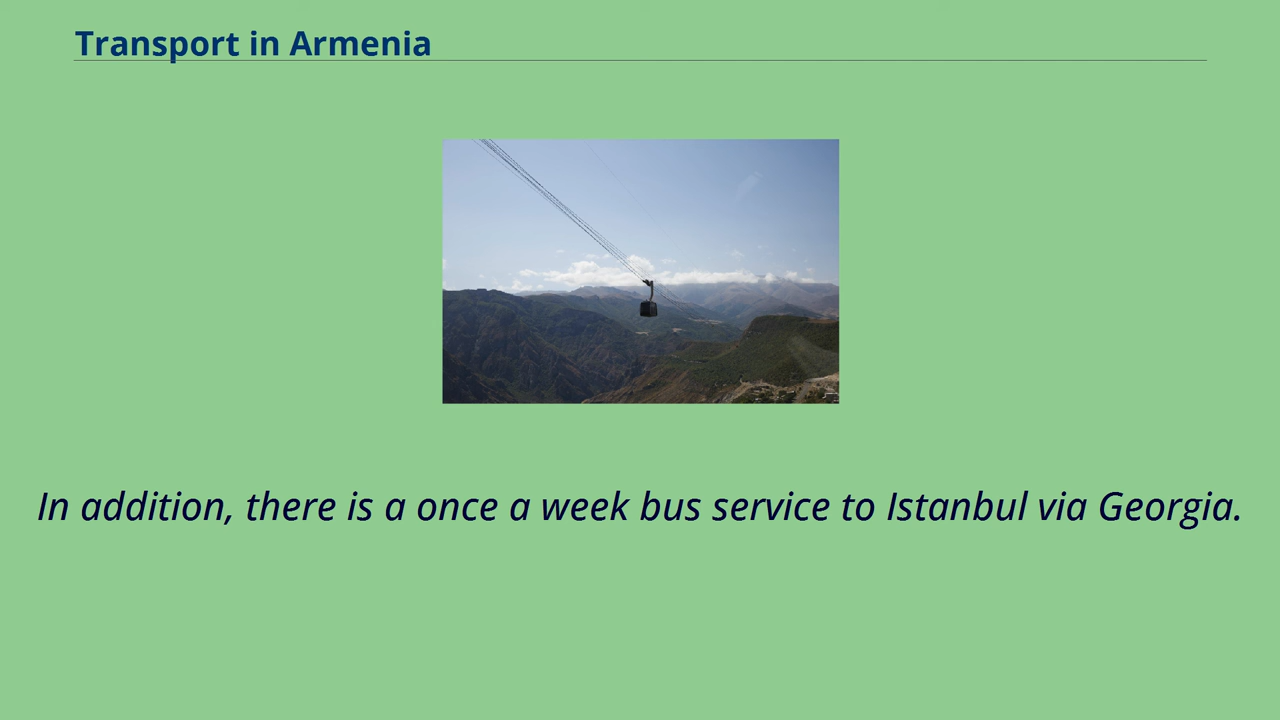 Transport in Armenia
In addition, there is a once a week bus service to Istanbul via Georgia.